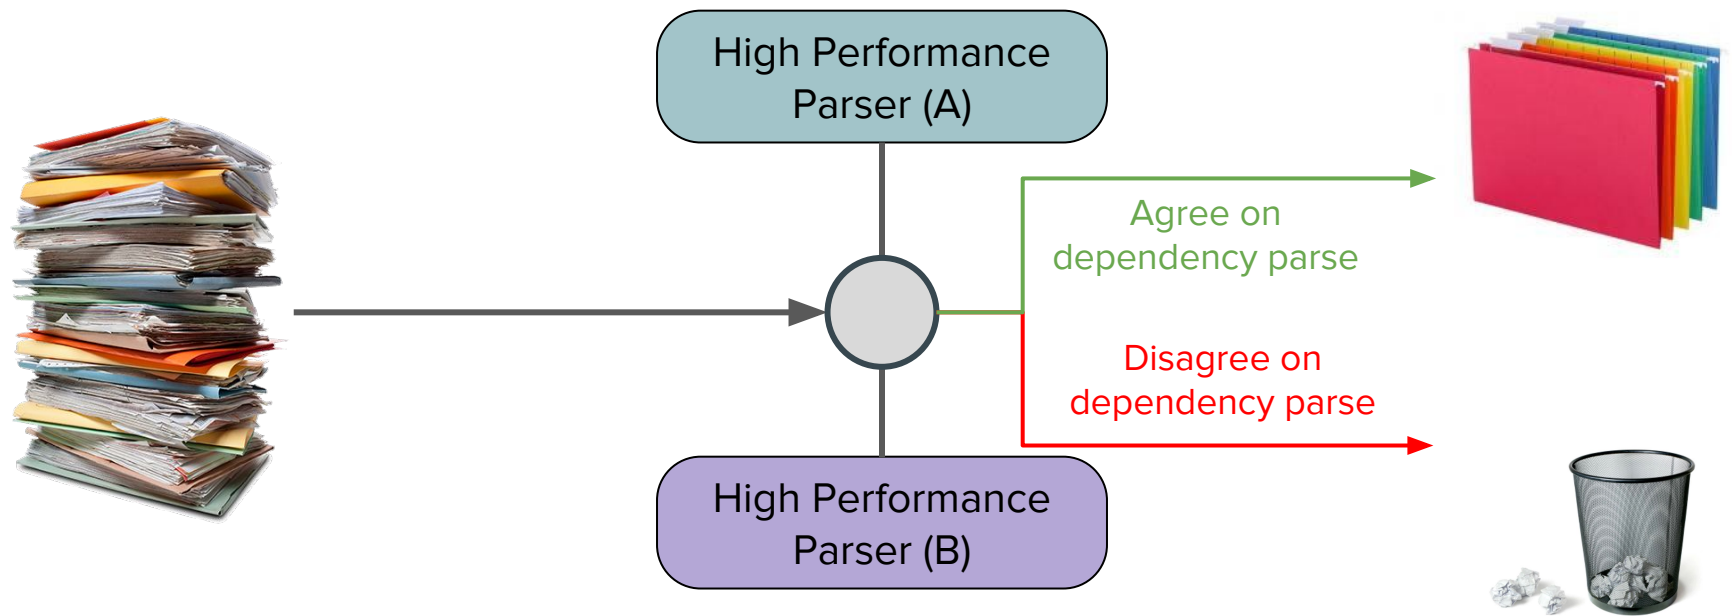 High Performance
Parser (A)
Agree on
dependency parse
Disagree on
dependency parse
High Performance
Parser (B)